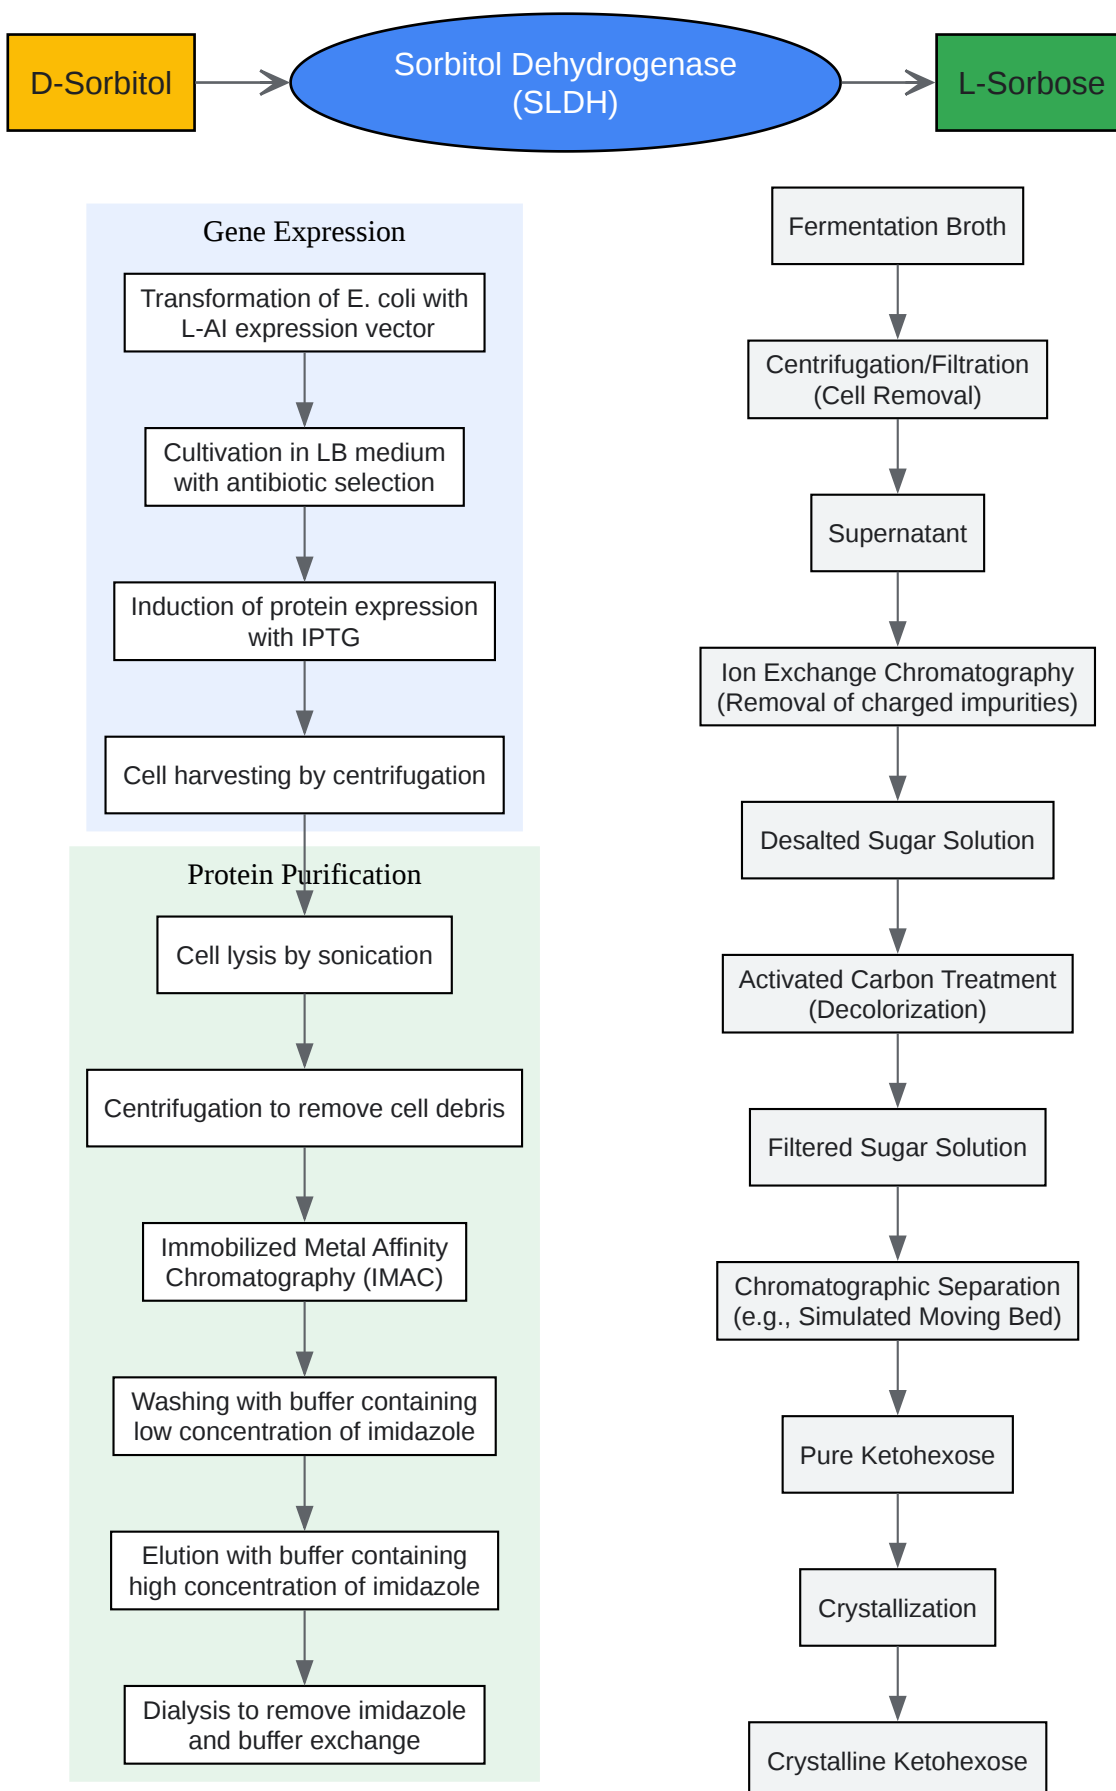 D-Sorbitol
Sorbitol Dehydrogenase
(SLDH)
L-Sorbose
Gene Expression
Transformation of E. coli with
L-AI expression vector
Cultivation in LB medium
with antibiotic selection
Induction of protein expression
with IPTG
Cell harvesting by centrifugation
Protein Purification
Cell lysis by sonication
Centrifugation to remove cell debris
Immobilized Metal Affinity
Chromatography (IMAC)
Washing with buffer containing
low concentration of imidazole
Elution with buffer containing
high concentration of imidazole
Dialysis to remove imidazole
and buffer exchange
Fermentation Broth
Centrifugation/Filtration
(Cell Removal)
Supernatant
Ion Exchange Chromatography
(Removal of charged impurities)
Desalted Sugar Solution
Activated Carbon Treatment
(Decolorization)
Filtered Sugar Solution
Chromatographic Separation
(e.g., Simulated Moving Bed)
Pure Ketohexose
Crystallization
Crystalline Ketohexose